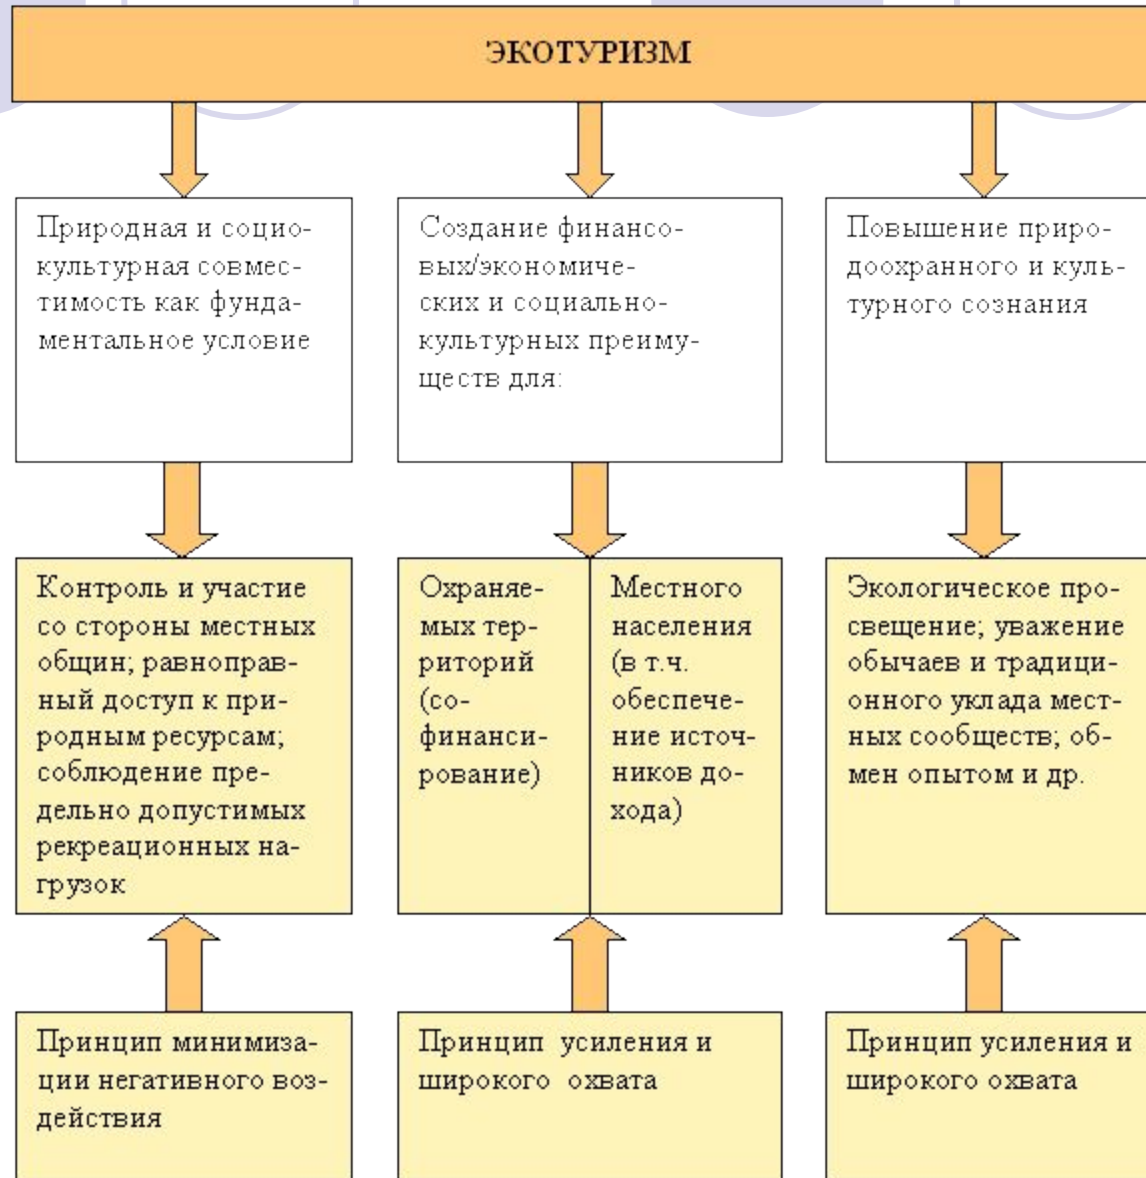 ЭКОТУРИЗМ
Природная и социо-
культурная совмес-
тимость как фунда-
ментальное условие
Создание финансо-
вых/экономиче-
ских и социально-
культурных преиму-
ществ для:
Повышение приро-
доохранного и куль-
турного сознания
Контроль и участие
со стороны местных
общин; равноправ-
ный доступ к при-
родным ресурсам;
соблюдение пре-
дельно допустимых
рекреационных на-
грузок
Охраняе-
мых тер-
риторий
(со-
финанси-
рование)
Местного
населения
(в т.ч.
обеспече-
ние источ-
ников до-
хода)
Экологическое про-
свещение; уважение
обычаев и традици-
онного уклада мест-
ных сообществ; об-
мен опытом и др.
Принцип минимиза-
ции негативного воз-
действия
Принцип усиления и
широкого охвата
Принцип усиления и
широкого охвата